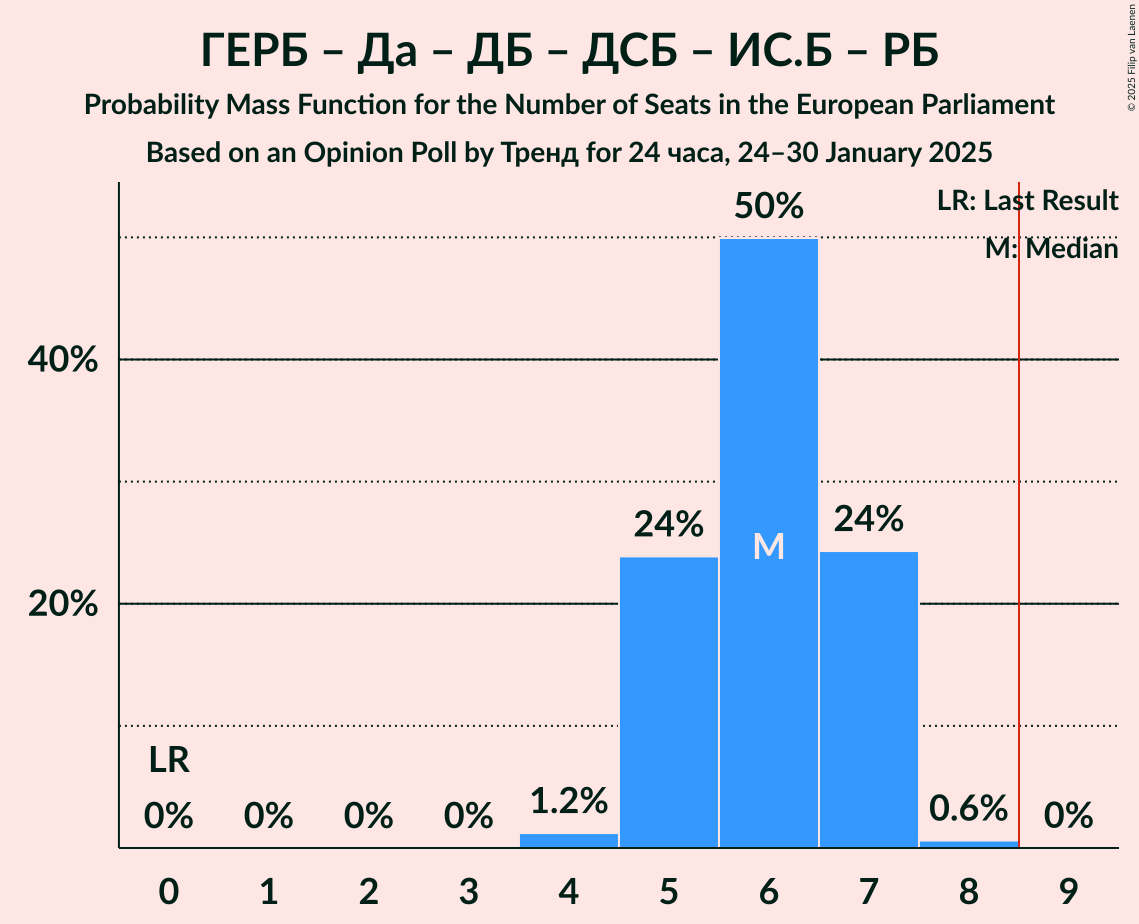 ГЕРБ – Да – ДБ – ДСБ – ИС.Б – РБ
Probability Mass Function for the Number of Seats in the European Parliament
Based on an Opinion Poll by Тренд for 24 часа, 24–30 January 2025
© 2025 Filip van Laenen
LR: Last Result
M: Median
50%
40%
24%
24%
M
20%
LR
0%
0%
0%
0%
1.2%
0.6%
0%
0
1
2
3
4
5
6
7
8
9